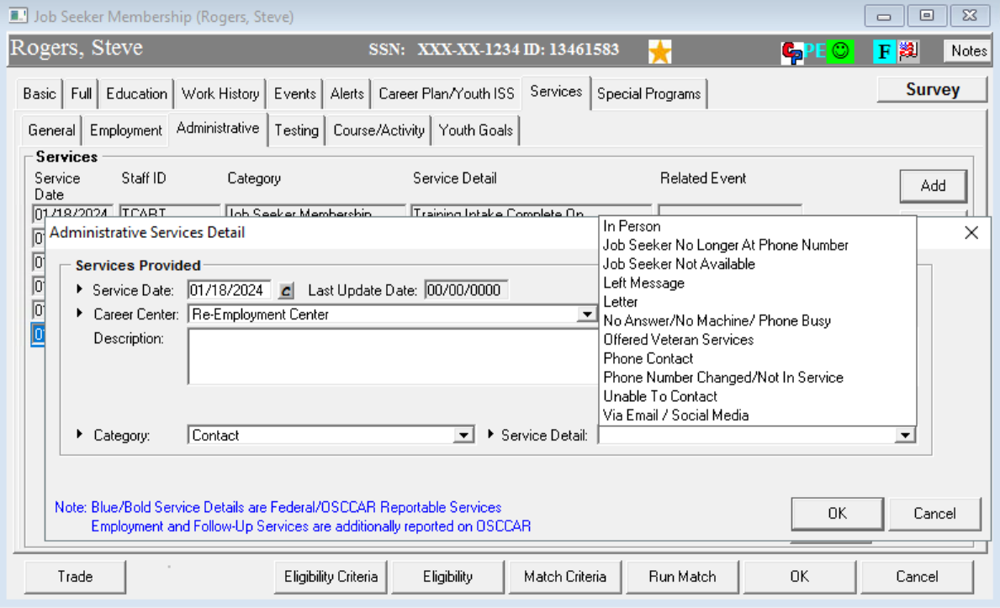 Job Seeker Membership (Rogers, Steve)
Rogers, Steve SSN: XXX-XX-1234 ID: 13461583 CP PE F Notes
Basic Full Education Work History Events Alerts Career Plan/Youth ISS Services Special Programs Survey
General Employment Administrative Testing Course/Activity Youth Goals
Services
Service Date Staff ID Category Service Detail Related Event
Add
01/18/2024 TCART Job Seeker Membership Training Intake Complete On
Administrative Services Detail
In Person
Job Seeker No Longer At Phone Number
Job Seeker Not Available
Left Message
Letter
No Answer/No Machine/ Phone Busy
Offered Veteran Services
Phone Contact
Phone Number Changed/Not In Service
Unable To Contact
Via Email / Social Media
Services Provided
Service Date: 01/18/2024 c Last Update Date: 00/00/0000
Career Center: Re-Employment Center
Description:
Category: Contact Service Detail:
Note: Blue/Bold Service Details are Federal/OSCCAR Reportable Services
Employment and Follow-Up Services are additionally reported on OSCCAR
OK Cancel
Trade Eligibility Criteria Eligibility Match Criteria Run Match OK Cancel